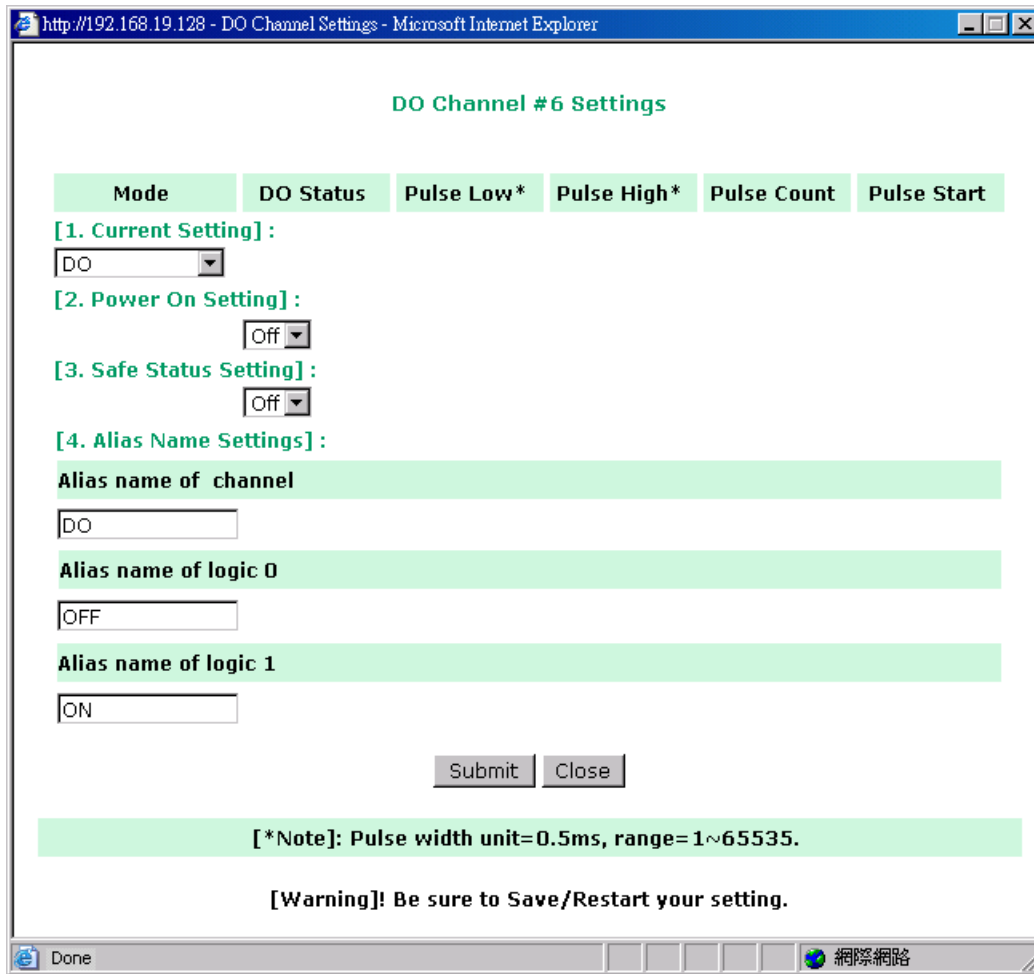 http://192.168.19.128 - DO Channel Settings - Microsoft Internet Explorer
DO Channel #6 Settings
Mode DO Status Pulse Low* Pulse High* Pulse Count Pulse Start
[1. Current Setting] :
DO
[2. Power On Setting] :
Off
[3. Safe Status Setting] :
Off
[4. Alias Name Settings] :
Alias name of channel
DO
Alias name of logic 0
OFF
Alias name of logic 1
ON
Submit Close
[*Note]: Pulse width unit=0.5ms, range=1~65535.
[Warning]! Be sure to Save/Restart your setting.
Done 網際網路